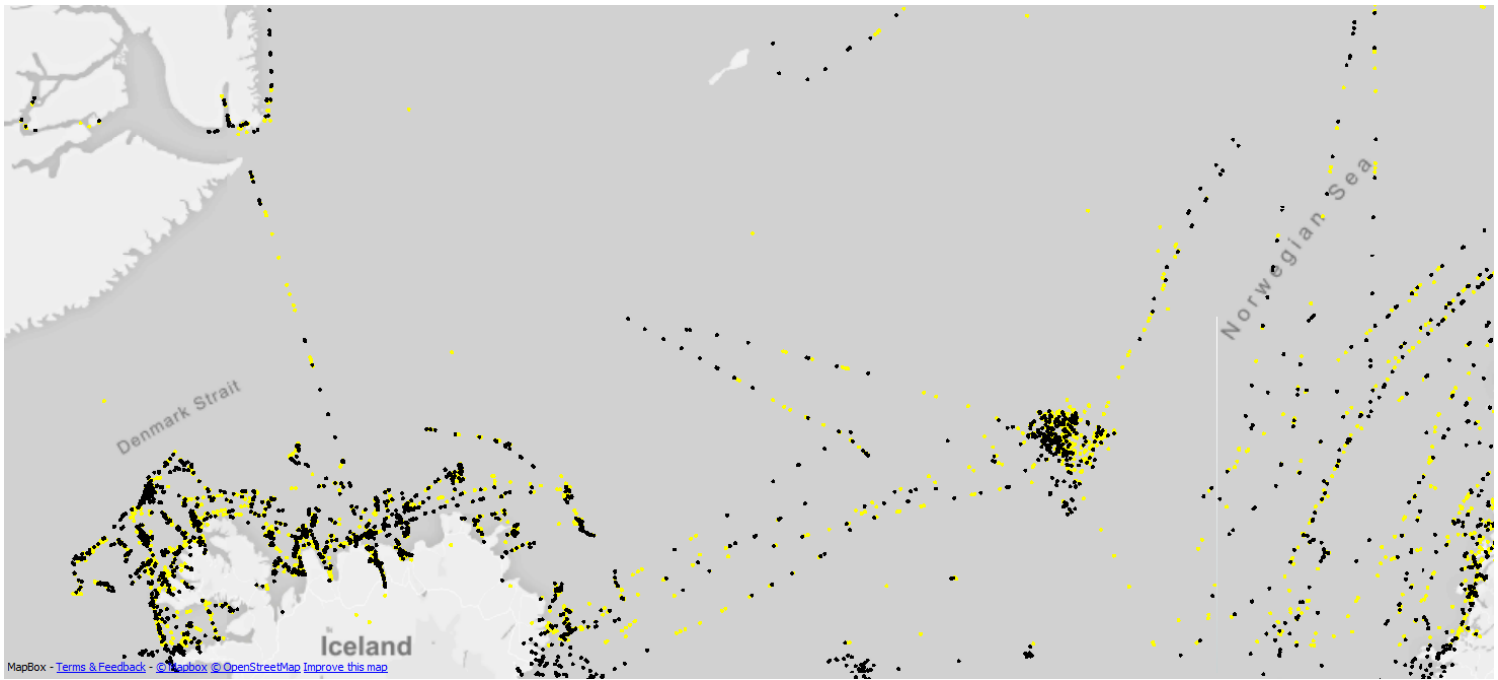 Norwegian Sea
Denmark Strait
Iceland
MapBox - Terms & Feedback - © Mapbox © OpenStreetMap Improve this map